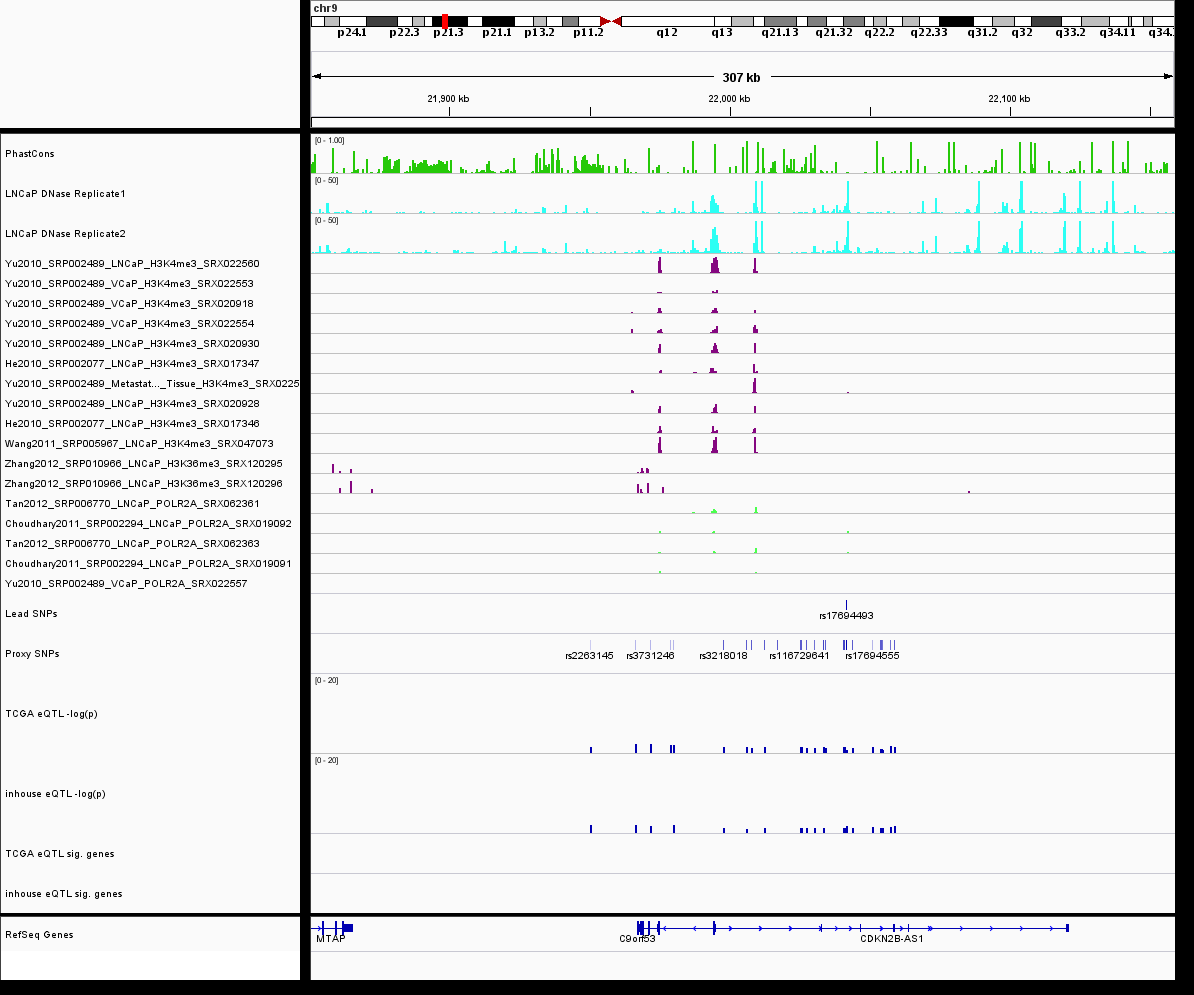 chr9
p24.1 p22.3 p21.3 p21.1 p13.2 p11.2 q12 q13 q21.13 q21.32 q22.2 q22.33 q31.2 q32 q33.2 q34.11 q34.
307 kb
21,900 kb 22,000 kb 22,100 kb
[0 - 1.00]
PhastCons
[0 - 50]
LNCaP DNase Replicate1
[0 - 50]
LNCaP DNase Replicate2
Yu2010_SRP002489_LNCaP_H3K4me3_SRX022560
Yu2010_SRP002489_VCaP_H3K4me3_SRX022553
Yu2010_SRP002489_VCaP_H3K4me3_SRX020918
Yu2010_SRP002489_VCaP_H3K4me3_SRX022554
Yu2010_SRP002489_LNCaP_H3K4me3_SRX020930
He2010_SRP002077_LNCaP_H3K4me3_SRX017347
Yu2010_SRP002489_Metastat..._Tissue_H3K4me3_SRX0225
Yu2010_SRP002489_LNCaP_H3K4me3_SRX020928
He2010_SRP002077_LNCaP_H3K4me3_SRX017346
Wang2011_SRP005967_LNCaP_H3K4me3_SRX047073
Zhang2012_SRP010966_LNCaP_H3K36me3_SRX120295
Zhang2012_SRP010966_LNCaP_H3K36me3_SRX120296
Tan2012_SRP006770_LNCaP_POLR2A_SRX062361
Choudhary2011_SRP002294_LNCaP_POLR2A_SRX019092
Tan2012_SRP006770_LNCaP_POLR2A_SRX062363
Choudhary2011_SRP002294_LNCaP_POLR2A_SRX019091
Yu2010_SRP002489_VCaP_POLR2A_SRX022557
Lead SNPs
rs17694493
Proxy SNPs
rs2263145 rs3731246 rs3218018 rs116729641 rs17694555
[0 - 20]
TCGA eQTL -log(p)
[0 - 20]
inhouse eQTL -log(p)
TCGA eQTL sig. genes
inhouse eQTL sig. genes
RefSeq Genes
MTAP C9orf53 CDKN2B-AS1